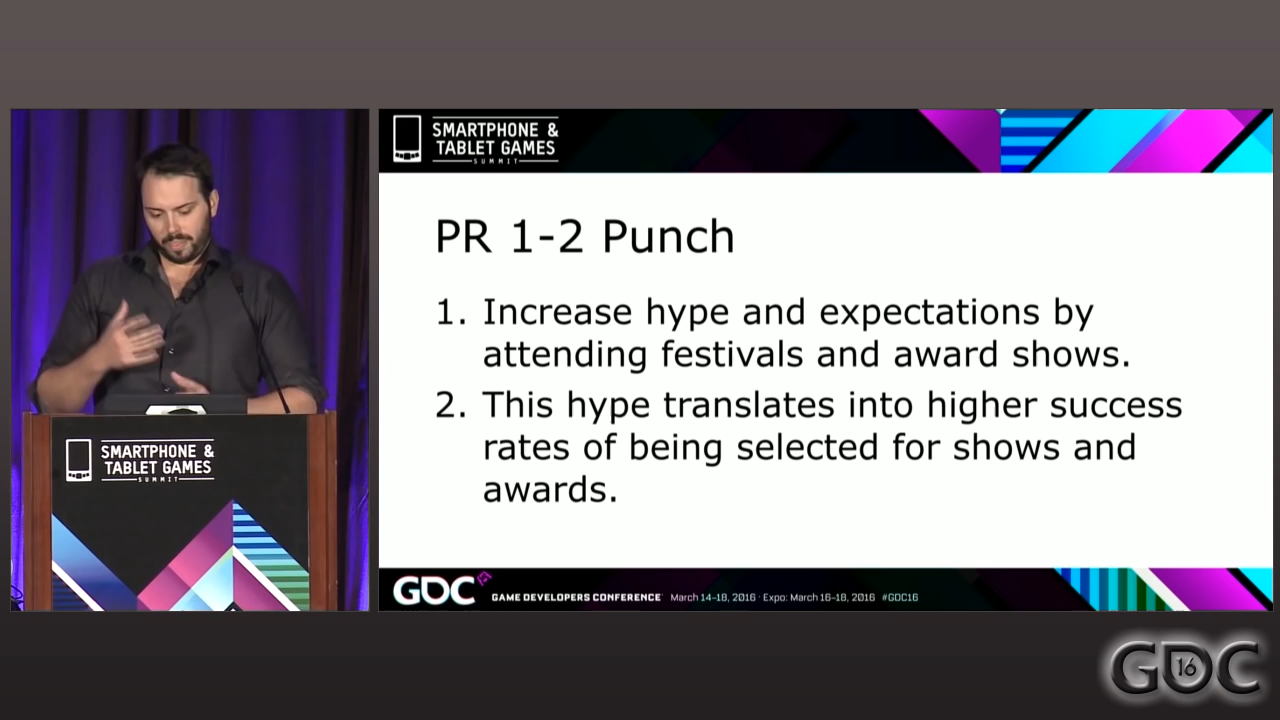 SMARTPHONE &
TABLET GAMES
SUMMIT
PR 1-2 Punch
1. Increase hype and expectations by
attending festivals and award shows.
2. This hype translates into higher success
rates of being selected for shows and
awards.
SMARTPHONE &
TABLET GAMES
SUMMIT
GDC GAME DEVELOPERS CONFERENCE March 14-18, 2016 · Expo: March 16-18, 2016 #GDC16
GDC 16